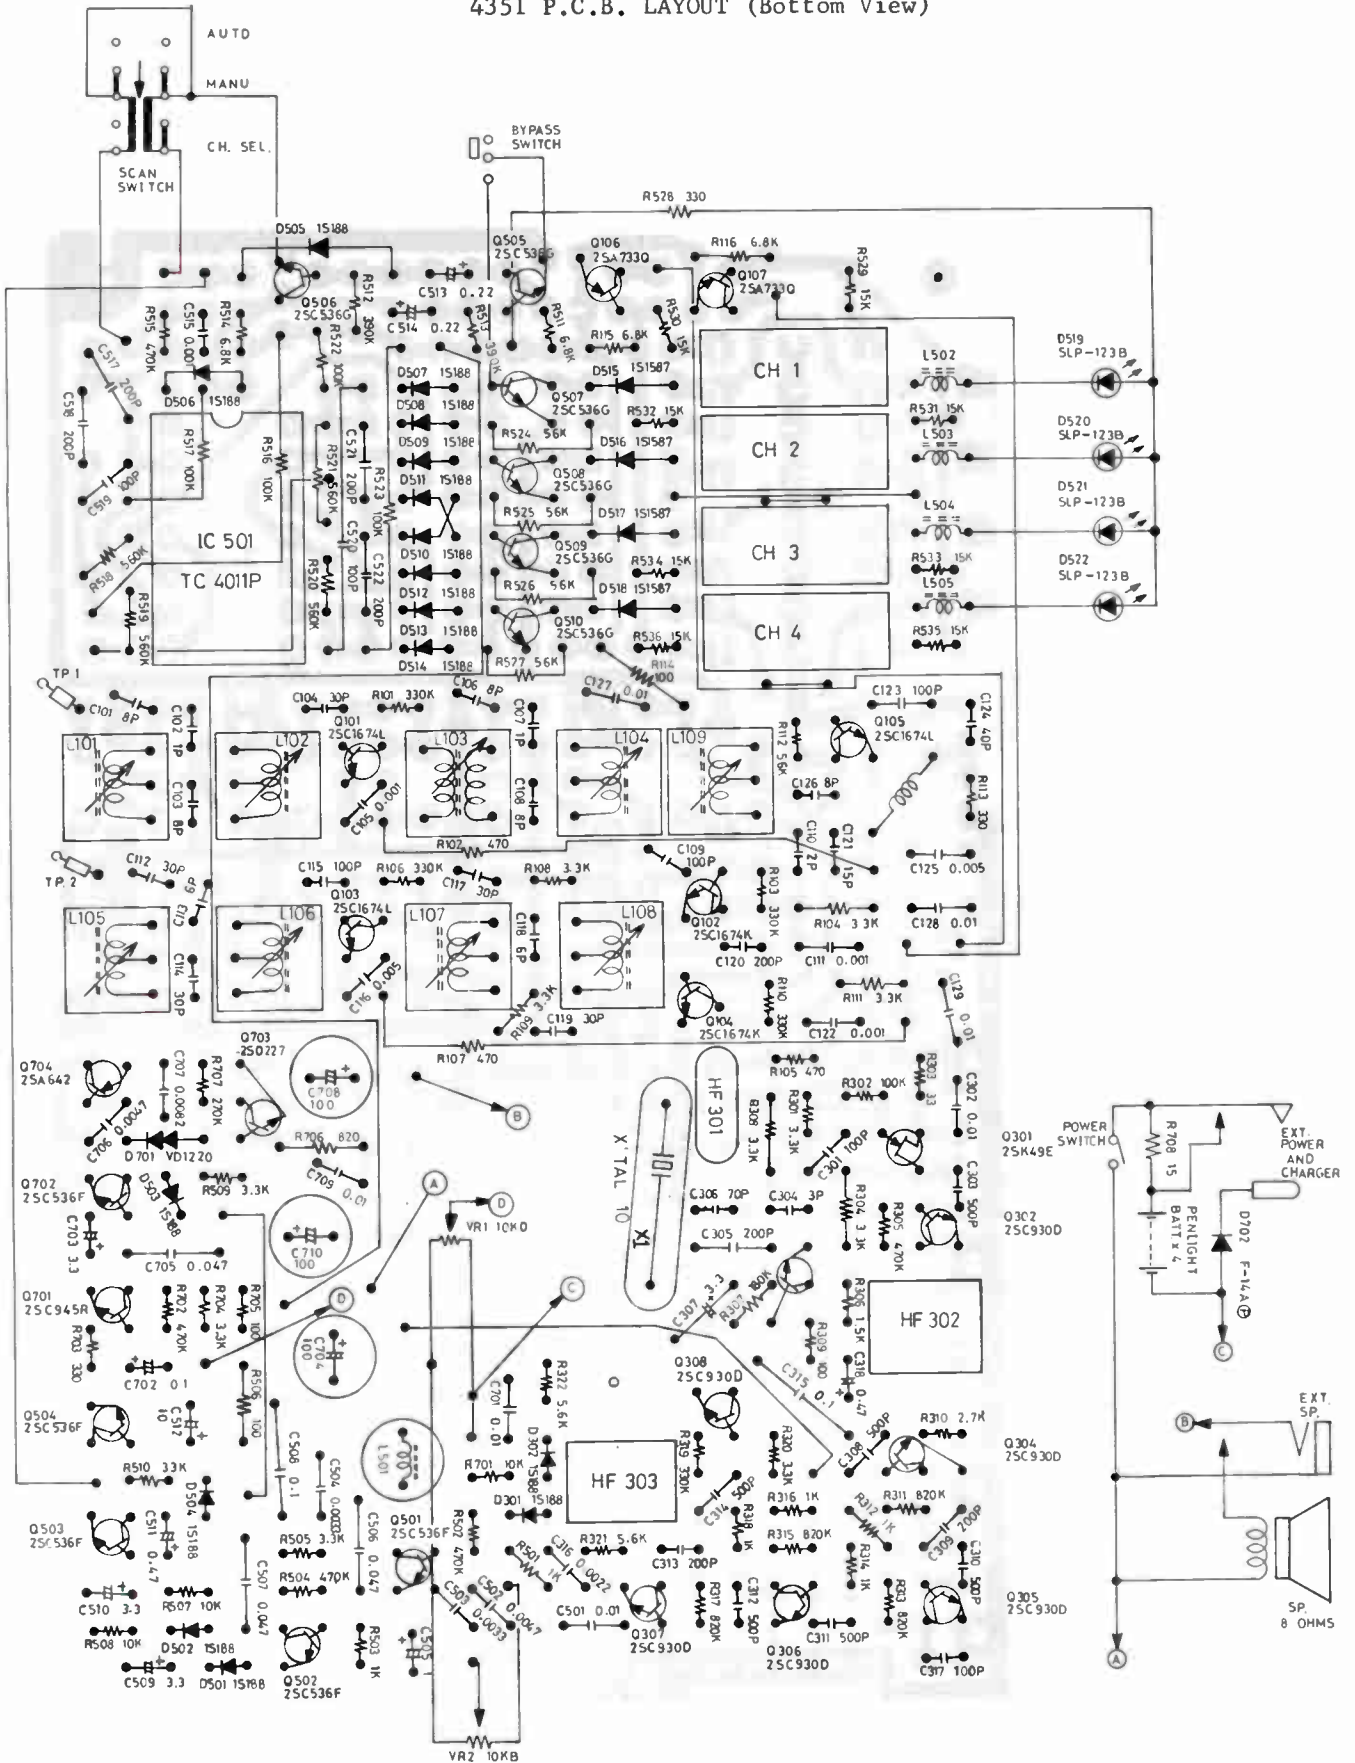 4351 P.C.B. LAYOUT (Bottom View)
AUTO
MANU
CH. SEL.
SCAN
SWITCH
BYPASS
SWITCH
R528 330
D505 1S188
Q505
2SC536G
Q106
2SA733Q
R116 6.8K
Q107
2SA733Q
R529 15K
Q506
2SC536G
R512 390K
C513 0.22
C514 0.22
R513 390K
R511 6.8K
R530 15K
R115 6.8K
R515 470K
C515 0.001
R514 6.8K
R522 100K
C517 200P
D506 1S188
C518 200P
C519 100P
R517 100K
R516 100K
R521 560K
C521 200P
R523 100K
C520 100P
C522 200P
R520 560K
R518 560K
R519 560K
IC 501
TC 4011P
D507 1S188
D508 1S188
D509 1S188
D511 1S188
D510 1S188
D512 1S188
D513 1S188
D514 1S188
Q507
2SC536G
R524 56K
Q508
2SC536G
R525 56K
Q509
2SC536G
R526 56K
Q510
2SC536G
R527 56K
D515 1S1587
R532 15K
D516 1S1587
D517 1S1587
R534 15K
D518 1S1587
R536 15K
R114 100
CH 1
CH 2
CH 3
CH 4
L502
R531 15K
L503
L504
R533 15K
L505
R535 15K
D519
SLP-123B
D520
SLP-123B
D521
SLP-123B
D522
SLP-123B
TP 1
C101 8P
C102 1P
C103 8P
C104 30P
R101 330K
C106 8P
C107 1P
C127 0.01
C123 100P
C124 40P
Q101
2SC1674L
Q105
2SC1674L
R112 56K
L101
L102
L103
L104
L109
C105 0.001
C108 8P
C126 8P
R113 330
R102 470
C109 100P
C110 2P
C121 15P
C125 0.005
TP. 2
C112 30P
C113 6P
C115 100P
R106 330K
C117 30P
R108 3.3K
Q103
2SC1674L
Q102
2SC1674K
R103 330K
R104 3.3K
C128 0.01
L105
L106
L107
L108
C114 30P
C116 0.005
C118 6P
C120 200P
C111 0.001
R109 3.3K
C119 30P
R107 470
Q104
2SC1674K
R110 330K
R111 3.3K
C122 0.001
C129 0.01
Q704
2SA642
C707 0.0082
R707 270K
Q703
2SD227
C708
100
C706 0.0047
D701 VD1220
R706 820
C709 0.01
B
X'TAL 10
X1
HF 301
R105 470
R308 3.3K
R301 3.3K
R302 100K
R303 33
C302 0.01
C301 100P
Q301
2SK49E
Q702
2SC536F
D503 1S188
R509 3.3K
C703 3.3
C705 0.047
C710
100
A
D
VR1 10KD
C306 70P
C304 3P
C305 200P
R304 3.3K
R305 470K
C303 500P
Q302
2SC930D
POWER
SWITCH
R708 15
EXT.
POWER
AND
CHARGER
PENLIGHT
BATT. x 4
D702 F-14A
C
Q701
2SC945R
R702 470K
R704 3.3K
R705 100
R703 330
C702 0.1
D
C704
100
C
C307 3.3
R307 180K
R309 100
R306 1.5K
C318 0.47
HF 302
Q504
2SC536F
C512 10
R506 100
L501
C701 0.01
R322 5.6K
D302 1S188
Q308
2SC930D
C315 0.1
C308 500P
R310 2.7K
Q304
2SC930D
EXT.
SP.
B
R510 33K
C508 0.1
C504 0.0033
R701 10K
HF 303
R319 330K
R320 3.3K
C314 500P
R316 1K
R311 820K
R312 1K
C309 200P
D504 1S188
Q503
2SC536F
C511 0.47
R505 3.3K
R504 470K
C506 0.047
Q501
2SC536F
R502 470K
D301 1S188
R501 1K
C316 0.0022
R321 5.6K
C313 200P
R318 1K
R315 820K
R314 1K
C310 500P
C510 3.3
R507 10K
C507 0.047
R508 10K
D502 1S188
C509 3.3
D501 1S188
Q502
2SC536F
R503 1K
C505 1
C503 0.0033
C502 0.0047
C501 0.01
Q307
2SC930D
R317 820K
C312 500P
Q306
2SC930D
C311 500P
R313 820K
Q305
2SC930D
C317 100P
SP.
8 OHMS
A
VR2 10KB